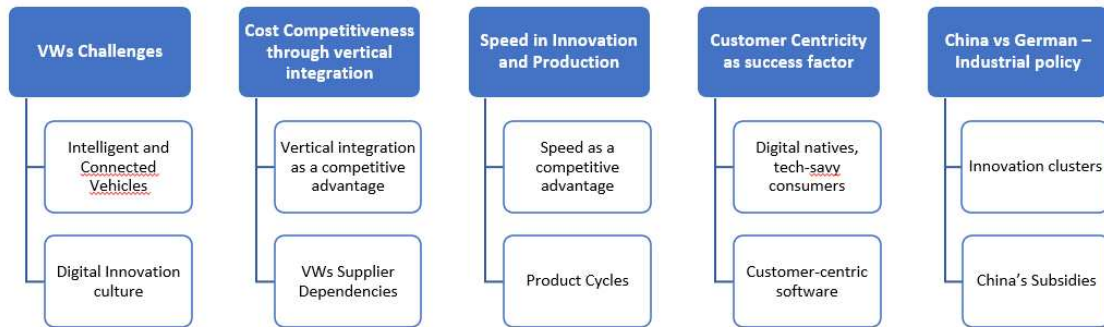 VWs Challenges
Intelligent and
Connected
Vehicles
Digital Innovation
culture
Cost Competitiveness
through vertical
integration
Vertical integration
as a competitive
advantage
VWs Supplier
Dependencies
Speed in Innovation
and Production
Speed as a
competitive
advantage
Product Cycles
Customer Centricity
as success factor
Digital natives,
tech-savy
consumers
Customer-centric
software
China vs German –
Industrial policy
Innovation clusters
China's Subsidies